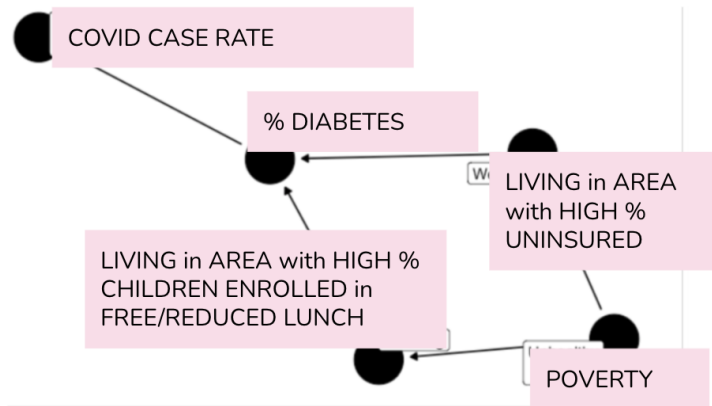 COVID CASE RATE
% DIABETES
LIVING in AREA
with HIGH %
UNINSURED
LIVING in AREA with HIGH %
CHILDREN ENROLLED in
FREE/REDUCED LUNCH
POVERTY